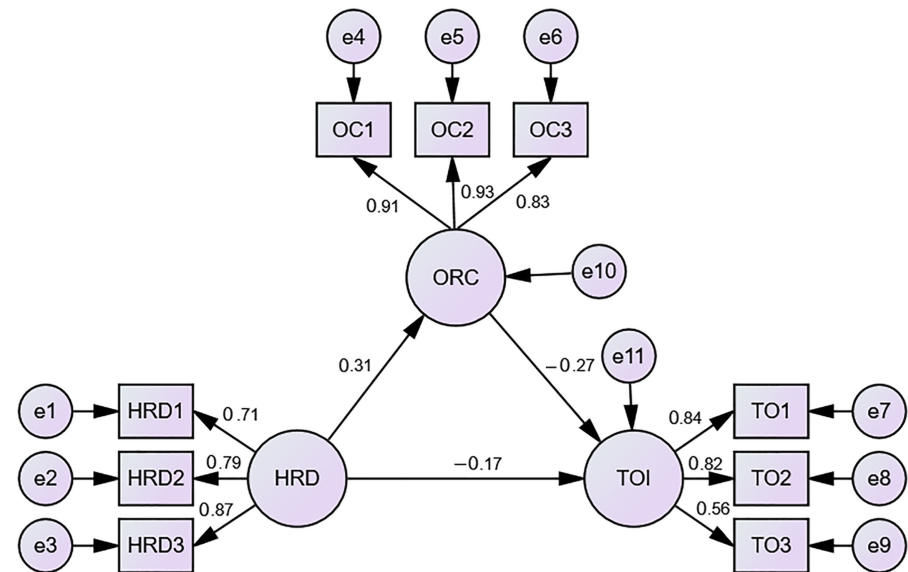 e4 e5 e6
OC1 OC2 OC3
0.91 0.93 0.83
ORC e10
0.31 −0.27 e11
e1 HRD1 0.71 0.84 TO1 e7
e2 HRD2 0.79 HRD −0.17 TOI 0.82 TO2 e8
e3 HRD3 0.87 0.56 TO3 e9